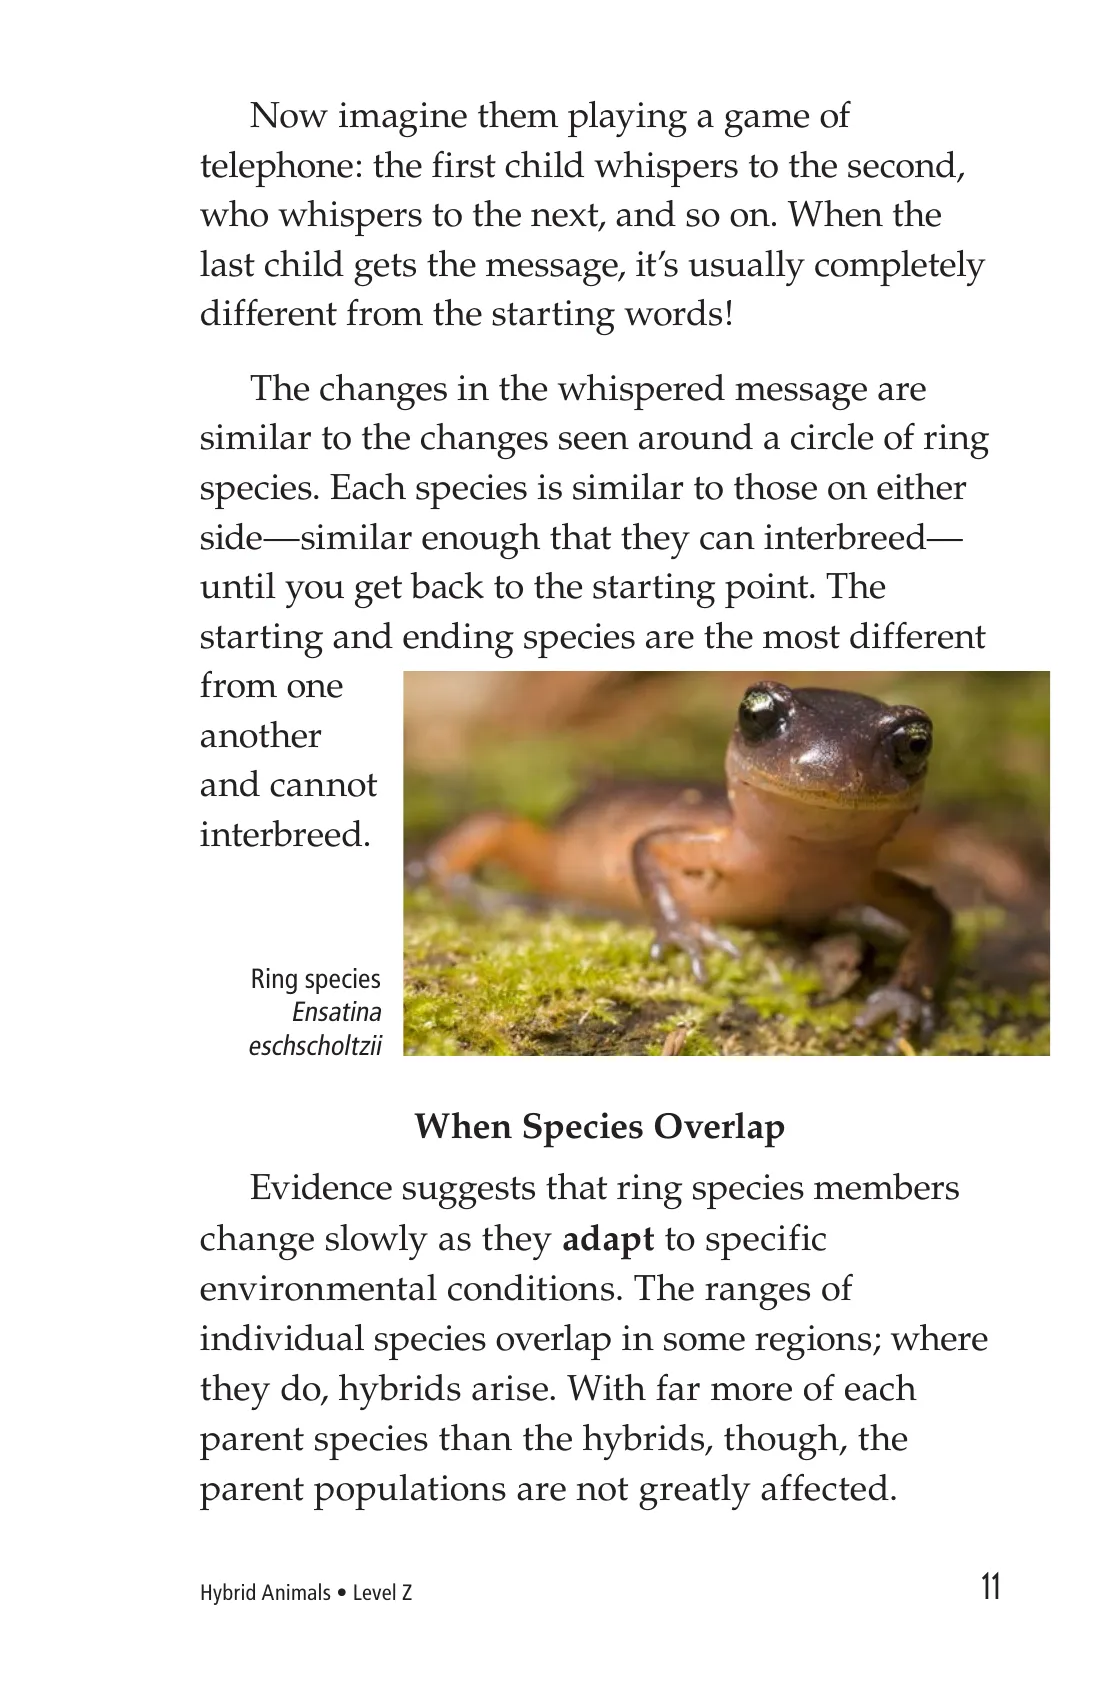 Now imagine them playing a game of
telephone: the first child whispers to the second,
who whispers to the next, and so on. When the
last child gets the message, it’s usually completely
different from the starting words!
The changes in the whispered message are
similar to the changes seen around a circle of ring
species. Each species is similar to those on either
side—similar enough that they can interbreed—
until you get back to the starting point. The
starting and ending species are the most different
from one
another
and cannot
interbreed.
Ring species
Ensatina
eschscholtzii
When Species Overlap
Evidence suggests that ring species members
change slowly as they adapt to specific
environmental conditions. The ranges of
individual species overlap in some regions; where
they do, hybrids arise. With far more of each
parent species than the hybrids, though, the
parent populations are not greatly affected.
Hybrid Animals • Level Z
11